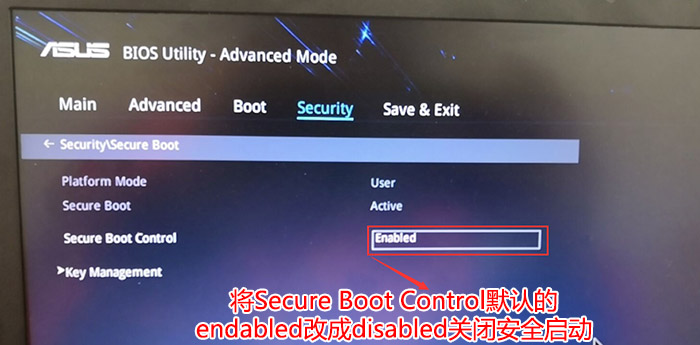 ASUS BIOS Utility - Advanced Mode
Main Advanced Boot Security Save & Exit
← Security\Secure Boot
Platform Mode User
Secure Boot Active
Secure Boot Control Enabled
>Key Management
将Secure Boot Control默认的
endabled改成disabled关闭安全启动